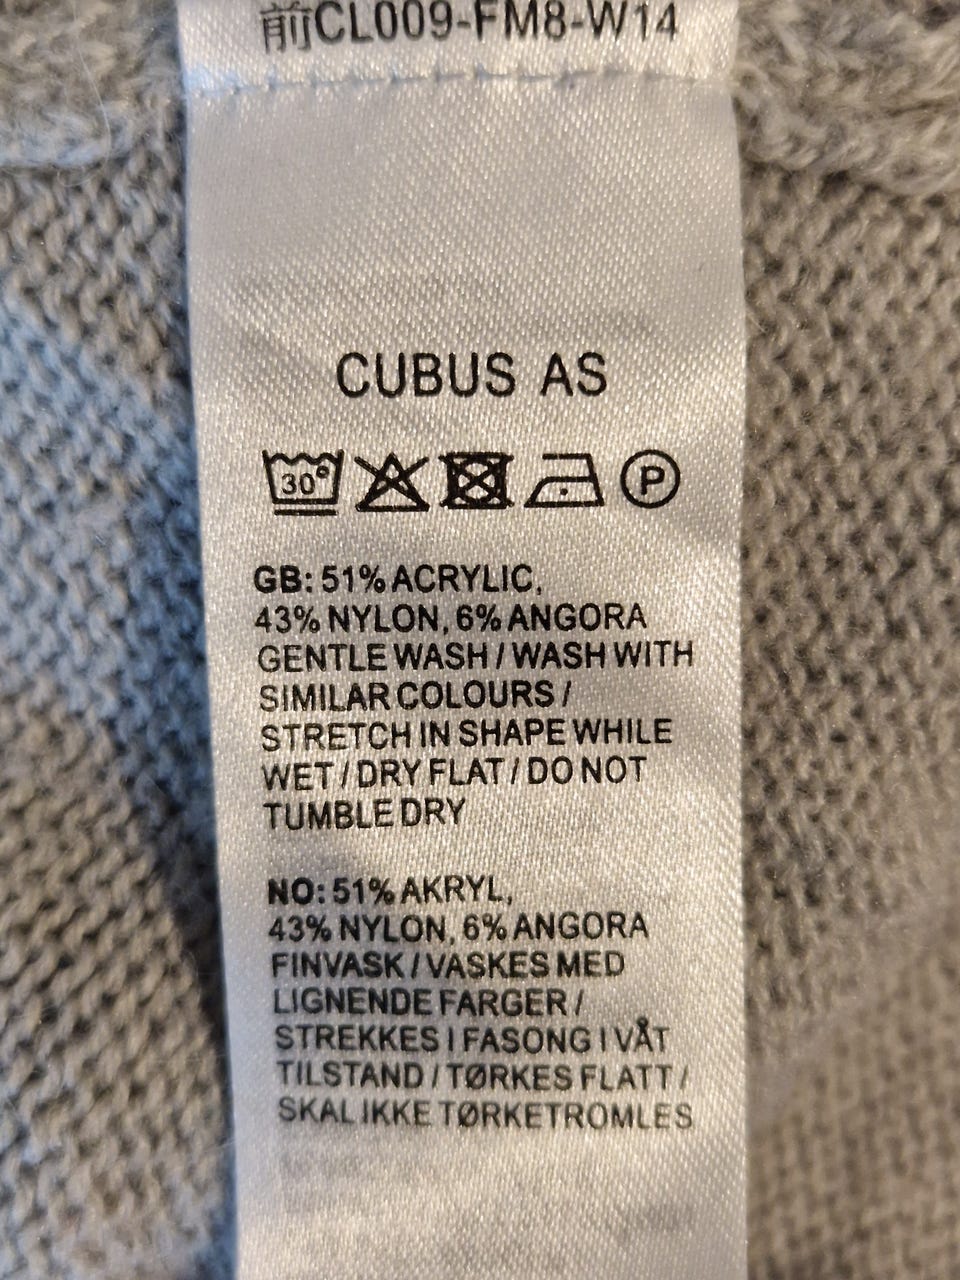 前CL009-FM8-W14
CUBUS AS
30° P
GB: 51% ACRYLIC,
43% NYLON, 6% ANGORA
GENTLE WASH / WASH WITH
SIMILAR COLOURS /
STRETCH IN SHAPE WHILE
WET / DRY FLAT / DO NOT
TUMBLE DRY
NO: 51% AKRYL,
43% NYLON, 6% ANGORA
FINVASK / VASKES MED
LIGNENDE FARGER /
STREKKES I FASONG I VÅT
TILSTAND / TØRKES FLATT /
SKAL IKKE TØRKETROMLES